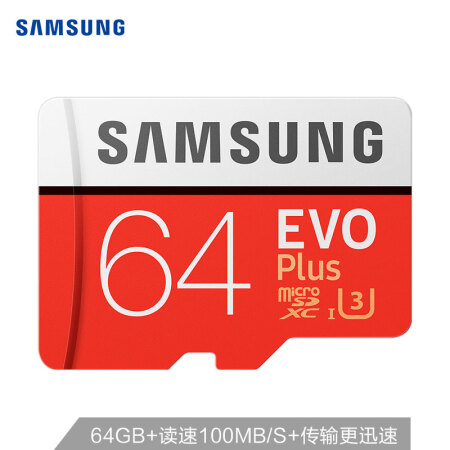 SAMSUNG
SAMSUNG
64
EVO
Plus
micro
SD
XC I U3
64GB+读速100MB/S+传输更迅速